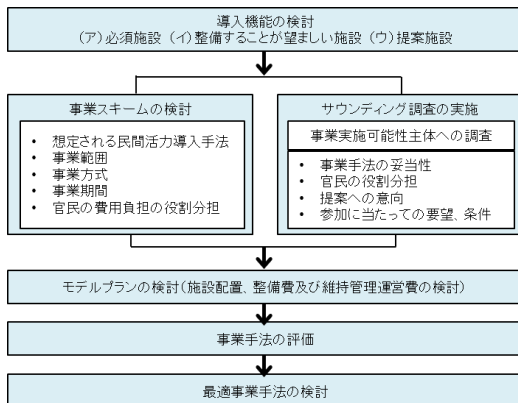 導入機能の検討
（ア）必須施設（イ）整備することが望ましい施設（ウ）提案施設
事業スキームの検討
• 想定される民間活力導入手法
• 事業範囲
• 事業方式
• 事業期間
• 官民の費用負担の役割分担
サウンディング調査の実施
事業実施可能性主体への調査
• 事業手法の妥当性
• 官民の役割分担
• 提案への意向
• 参加に当たっての要望、条件
モデルプランの検討（施設配置、整備費及び維持管理運営費の検討）
事業手法の評価
最適事業手法の検討